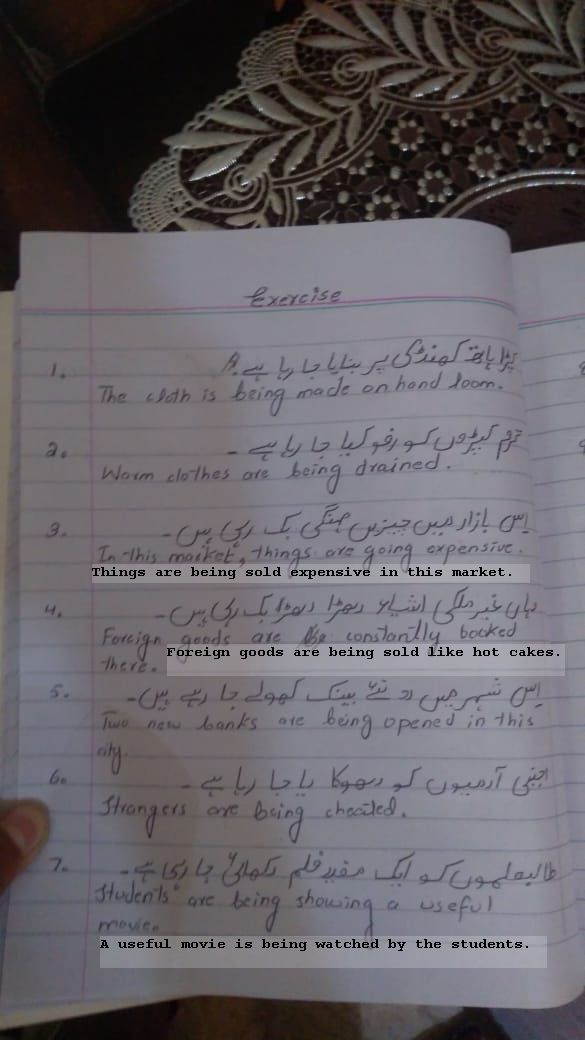 Exercise
1. کپڑا ہاتھ کھنڈی پر بنایا جا رہا ہے۔
The cloth is being made on hand loom.
2. گرم کپڑوں کو رفو کیا جا رہا ہے -
Warm clothes are being drained.
3. اِس بازار میں چیزیں مہنگی بک رہی ہیں -
In this market, things are going expensive.
Things are being sold expensive in this market.
4. وہاں غیر ملکی اشیاء دھڑا دھڑا بک رہی ہیں -
Foreign goods are constantly bocked
there. Foreign goods are being sold like hot cakes.
5. اِس شہر میں دو نئے بینک کھولے جا رہے ہیں -
Two new banks are being opened in this
city.
6. اجنبی آدمیوں کو دھوکا دیا جا رہا ہے -
Strangers are being cheated.
7. طالبعلموں کو ایک مفید فلم دکھائی جا رہی ہے -
Students are being showing a useful
movie.
A useful movie is being watched by the students.